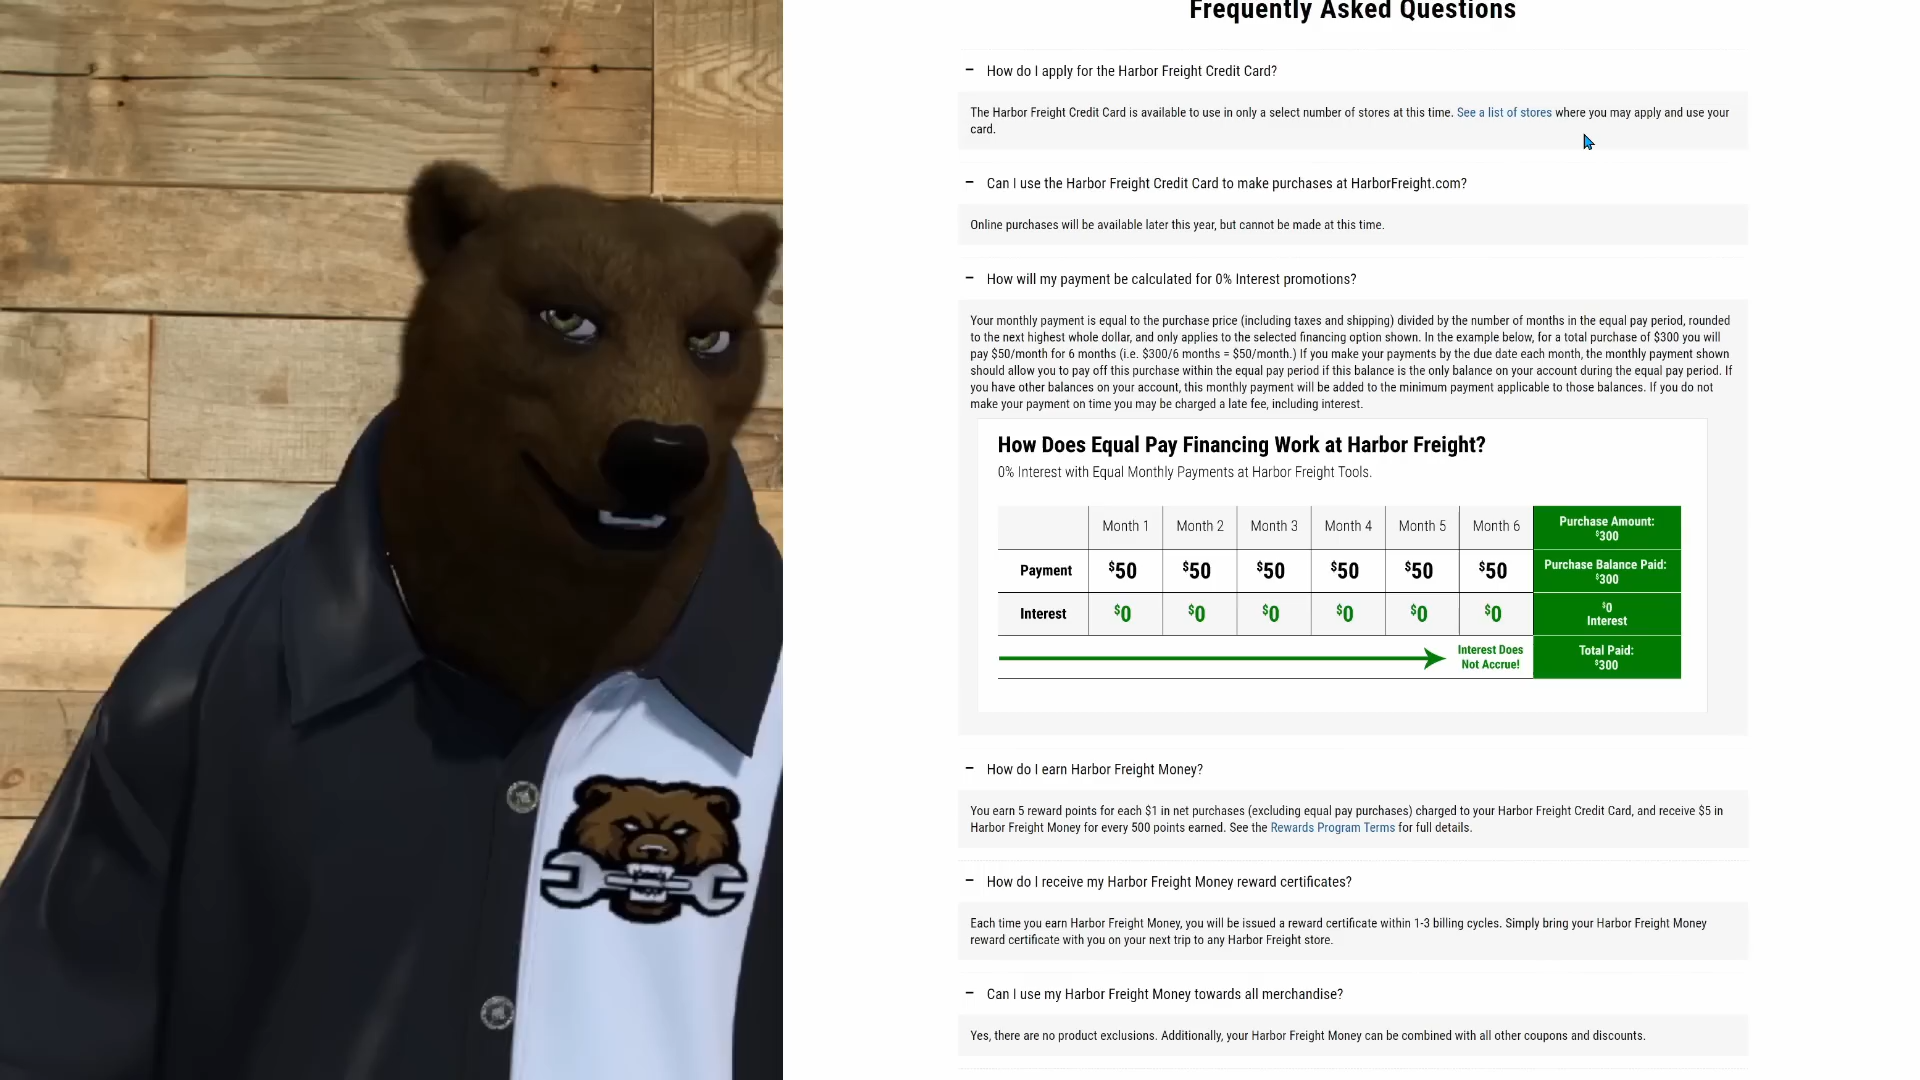 Frequently Asked Questions
− How do I apply for the Harbor Freight Credit Card?
The Harbor Freight Credit Card is available to use in only a select number of stores at this time. See a list of stores where you may apply and use your
card.
− Can I use the Harbor Freight Credit Card to make purchases at HarborFreight.com?
Online purchases will be available later this year, but cannot be made at this time.
− How will my payment be calculated for 0% Interest promotions?
Your monthly payment is equal to the purchase price (including taxes and shipping) divided by the number of months in the equal pay period, rounded
to the next highest whole dollar, and only applies to the selected financing option shown. In the example below, for a total purchase of $300 you will
pay $50/month for 6 months (i.e. $300/6 months = $50/month.) If you make your payments by the due date each month, the monthly payment shown
should allow you to pay off this purchase within the equal pay period if this balance is the only balance on your account during the equal pay period. If
you have other balances on your account, this monthly payment will be added to the minimum payment applicable to those balances. If you do not
make your payment on time you may be charged a late fee, including interest.
How Does Equal Pay Financing Work at Harbor Freight?
0% Interest with Equal Monthly Payments at Harbor Freight Tools.
Month 1 Month 2 Month 3 Month 4 Month 5 Month 6 Purchase Amount:
$300
Payment $50 $50 $50 $50 $50 $50 Purchase Balance Paid:
$300
Interest $0 $0 $0 $0 $0 $0 $0
Interest
Interest Does Total Paid:
Not Accrue! $300
− How do I earn Harbor Freight Money?
You earn 5 reward points for each $1 in net purchases (excluding equal pay purchases) charged to your Harbor Freight Credit Card, and receive $5 in
Harbor Freight Money for every 500 points earned. See the Rewards Program Terms for full details.
− How do I receive my Harbor Freight Money reward certificates?
Each time you earn Harbor Freight Money, you will be issued a reward certificate within 1-3 billing cycles. Simply bring your Harbor Freight Money
reward certificate with you on your next trip to any Harbor Freight store.
− Can I use my Harbor Freight Money towards all merchandise?
Yes, there are no product exclusions. Additionally, your Harbor Freight Money can be combined with all other coupons and discounts.